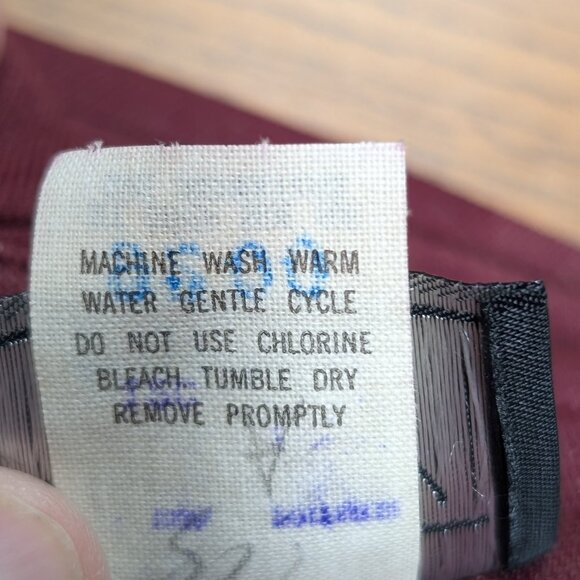 MACHINE WASH WARM
WATER GENTLE CYCLE
DO NOT USE CHLORINE
BLEACH. TUMBLE DRY
REMOVE PROMPTLY